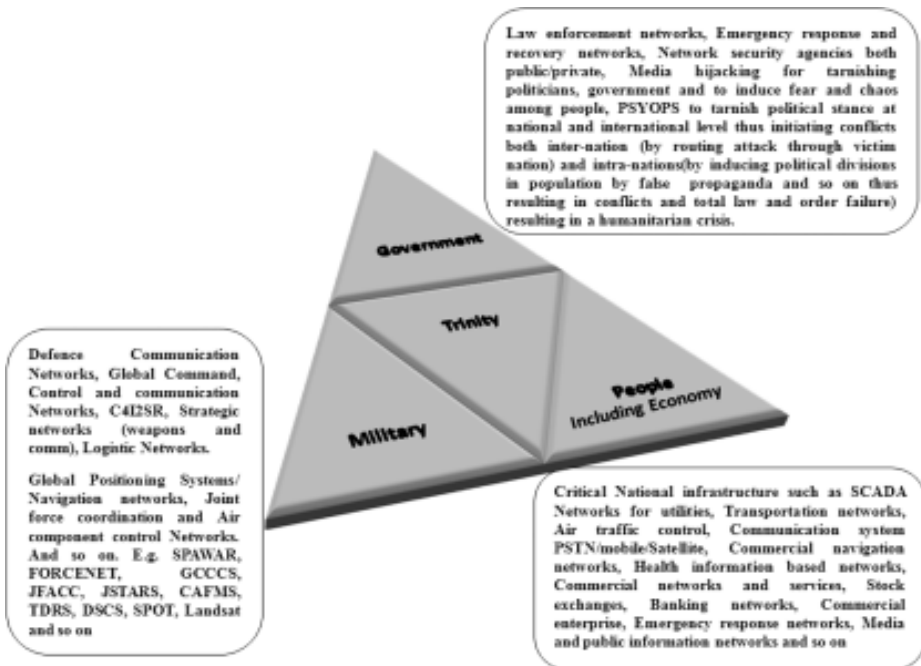 Law enforcement networks, Emergency response and
recovery networks, Network security agencies both
public/private, Media hijacking for tarnishing
politicians, government and to induce fear and chaos
among people, PSYOPS to tarnish political stance at
national and international level thus initiating conflicts
both inter-nation (by routing attack through victim
nation) and intra-nations(by inducing political divisions
in population by false propaganda and so on thus
resulting in conflicts and total law and order failure)
resulting in a humanitarian crisis.
Government
Trinity
People
Including Economy
Military
Defence Communication
Networks, Global Command,
Control and communication
Networks, C4I2SR, Strategic
networks (weapons and
comm), Logistic Networks.
Global Positioning Systems/
Navigation networks, Joint
force coordination and Air
component control Networks.
And so on. E.g. SPAWAR,
FORCENET, GCCCS,
JFACC, JSTARS, CAFMS,
TDRS, DSCS, SPOT, Landsat
and so on
Critical National infrastructure such as SCADA
Networks for utilities, Transportation networks,
Air traffic control, Communication system
PSTN/mobile/Satellite, Commercial navigation
networks, Health information based networks,
Commercial networks and services, Stock
exchanges, Banking networks, Commercial
enterprise, Emergency response networks, Media
and public information networks and so on